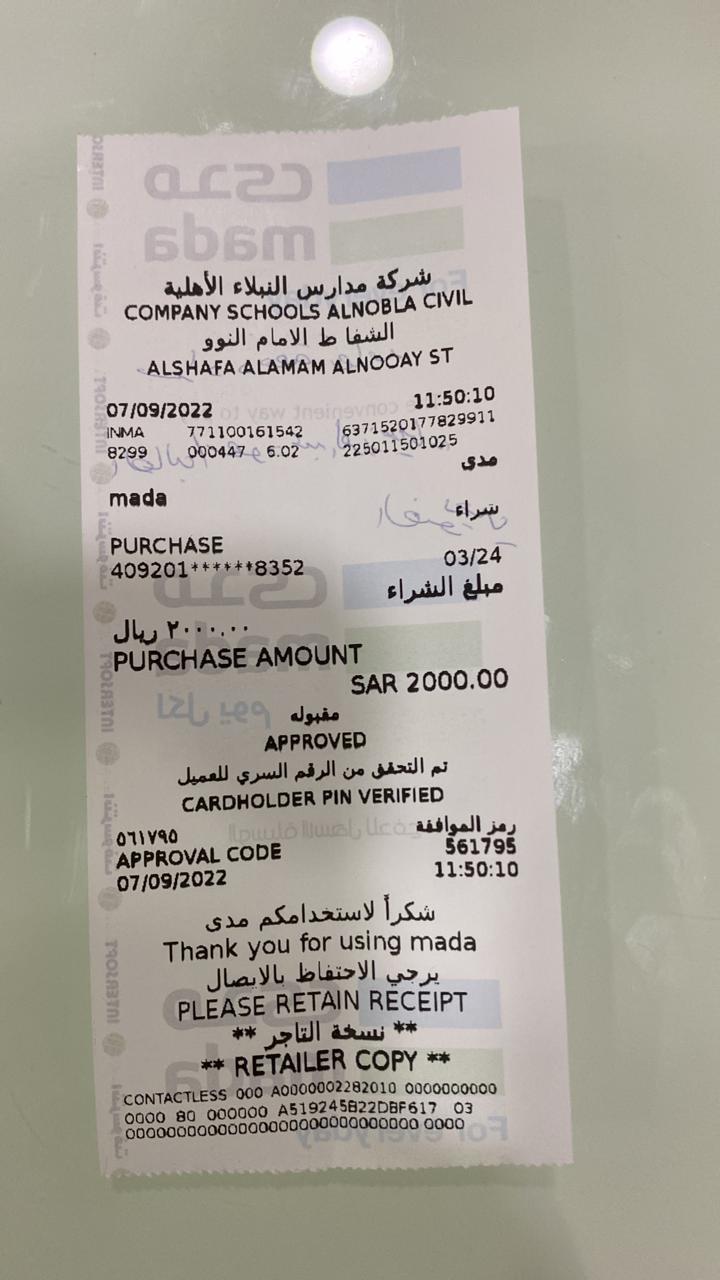 شركة مدارس النبلاء الأهلية
COMPANY SCHOOLS ALNOBLA CIVIL
الشفا ط الامام النوو
ALSHAFA ALAMAM ALNOOAY ST
07/09/2022 11:50:10
INMA 771100161542 6371520177829911
8299 000447 6.02 225011501025
مدى
mada
شراء
PURCHASE
409201******8352 03/24
مبلغ الشراء
٢٠٠٠.٠٠ ريال
PURCHASE AMOUNT
SAR 2000.00
مقبوله
APPROVED
تم التحقق من الرقم السري للعميل
CARDHOLDER PIN VERIFIED
رمز الموافقة ٥٦١٧٩٥
APPROVAL CODE 561795
07/09/2022 11:50:10
شكراً لاستخدامكم مدى
Thank you for using mada
يرجي الاحتفاظ بالايصال
PLEASE RETAIN RECEIPT
** نسخة التاجر **
** RETAILER COPY **
CONTACTLESS 000 A0000002282010 0000000000
0000 80 000000 A519245B22DBF617 03